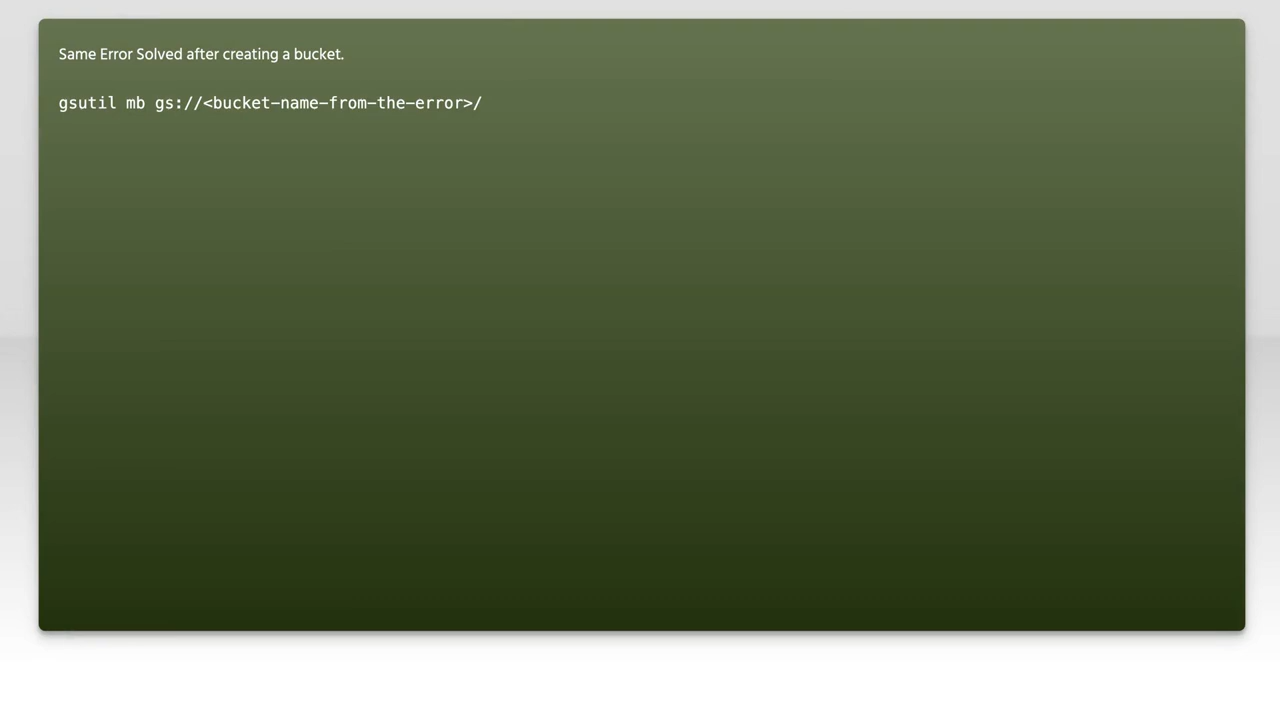 Same Error Solved after creating a bucket.
gsutil mb gs://<bucket-name-from-the-error>/